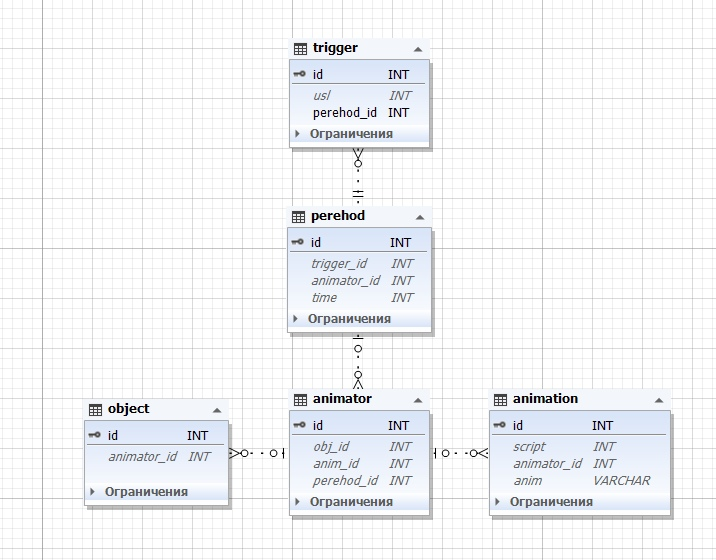 trigger
id INT
usl INT
perehod_id INT
Ограничения
perehod
id INT
trigger_id INT
animator_id INT
time INT
Ограничения
object
id INT
animator_id INT
Ограничения
animator
id INT
obj_id INT
anim_id INT
perehod_id INT
Ограничения
animation
id INT
script INT
animator_id INT
anim VARCHAR
Ограничения